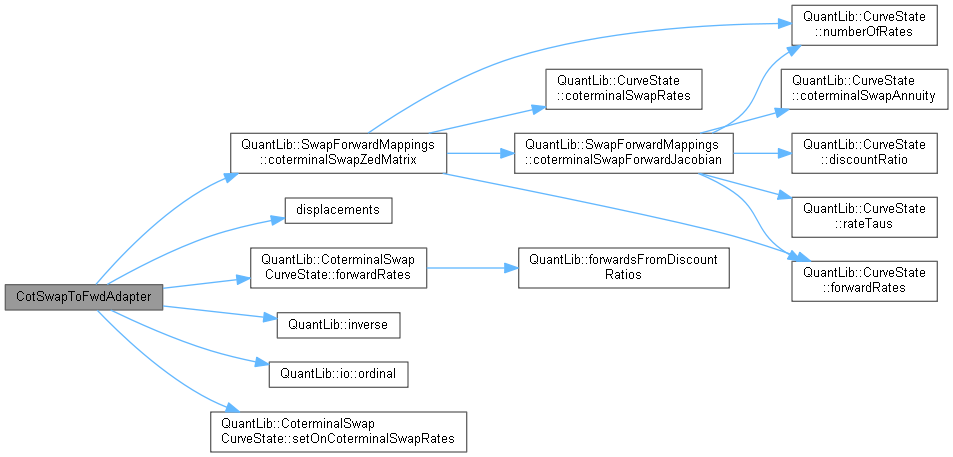 CotSwapToFwdAdapter
QuantLib::SwapForwardMappings
::coterminalSwapZedMatrix
displacements
QuantLib::CoterminalSwap
CurveState::forwardRates
QuantLib::inverse
QuantLib::io::ordinal
QuantLib::CoterminalSwap
CurveState::setOnCoterminalSwapRates
QuantLib::CurveState
::coterminalSwapRates
QuantLib::SwapForwardMappings
::coterminalSwapForwardJacobian
QuantLib::forwardsFromDiscount
Ratios
QuantLib::CurveState
::numberOfRates
QuantLib::CurveState
::coterminalSwapAnnuity
QuantLib::CurveState
::discountRatio
QuantLib::CurveState
::rateTaus
QuantLib::CurveState
::forwardRates